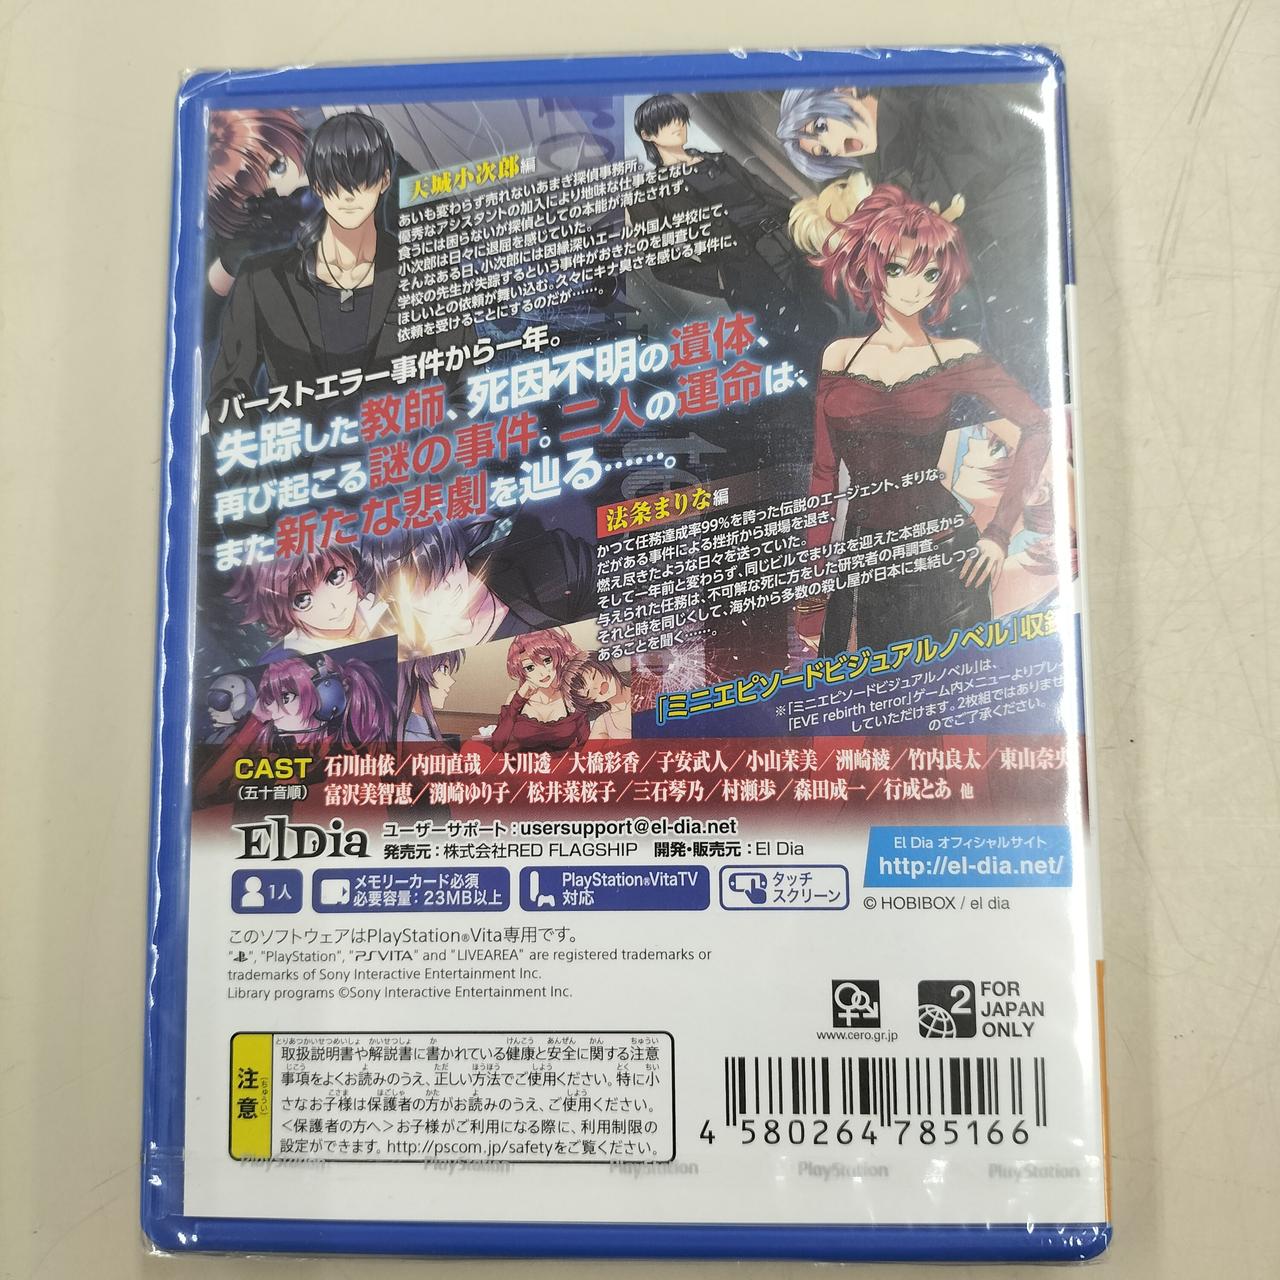 天城小次郎編
あいも変わらず売れないあまぎ探偵事務所。
優秀なアシスタントの加入により地味な仕事をこなし、
食うには困らないが探偵としての本能が満たされず、
小次郎は日々に退屈を感じていた。
そんなある日、小次郎には因縁深いエール外国人学校にて、
学校の先生が失踪するという事件がおきたのを調査して
ほしいとの依頼が舞い込む。久々にキナ臭さを感じる事件に、
依頼を受けることにするのだが……。
バーストエラー事件から一年。
失踪した教師、死因不明の遺体、
再び起こる謎の事件。二人の運命は、
また新たな悲劇を辿る……。
法条まりな編
かつて任務達成率99%を誇った伝説のエージェント、まりな。
だがある事件による挫折から現場を退き、
燃え尽きたような日々を送っていた。
そして一年前と変わらず、同じビルでまりなを迎えた本部長から
与えられた任務は、不可解な死に方をした研究者の再調査。
それと時を同じくして、海外から多数の殺し屋が日本に集結しつつ
あることを聞く……。
「ミニエピソードビジュアルノベル」収録
※「ミニエピソードビジュアルノベル」は、
「EVE rebirth terror」ゲーム内メニューよりプレイ
していただけます。2枚組ではありませ
のでご了承ください。
CAST
(五十音順)
石川由依/内田直哉/大川透/大橋彩香/子安武人/小山茉美/洲崎綾/竹内良太/東山奈央
富沢美智恵/渕崎ゆり子/松井菜桜子/三石琴乃/村瀬歩/森田成一/行成とあ 他
El Dia
ユーザーサポート：usersupport@el-dia.net
発売元：株式会社RED FLAGSHIP 開発・販売元：El Dia
El Dia オフィシャルサイト
http://el-dia.net/
1人
メモリーカード必須
必要容量：23MB以上
PlayStation®VitaTV
対応
タッチ
スクリーン
© HOBIBOX / el dia
このソフトウェアはPlayStation®Vita専用です。
"", "PlayStation", "PSVITA" and "LIVEAREA" are registered trademarks or
trademarks of Sony Interactive Entertainment Inc.
Library programs ©Sony Interactive Entertainment Inc.
www.cero.gr.jp
2
FOR
JAPAN
ONLY
注意
取扱説明書や解説書に書かれている健康と安全に関する注意
事項をよくお読みのうえ、正しい方法でご使用ください。特に小
さなお子様は保護者の方がお読みのうえ、ご使用ください。
<保護者の方へ>お子様がご利用になる際に、利用制限の
設定ができます。http://pscom.jp/safetyをご覧ください。
4 580264 785166
PlayStation PlayStation PlayStation PlayStation PlayStation